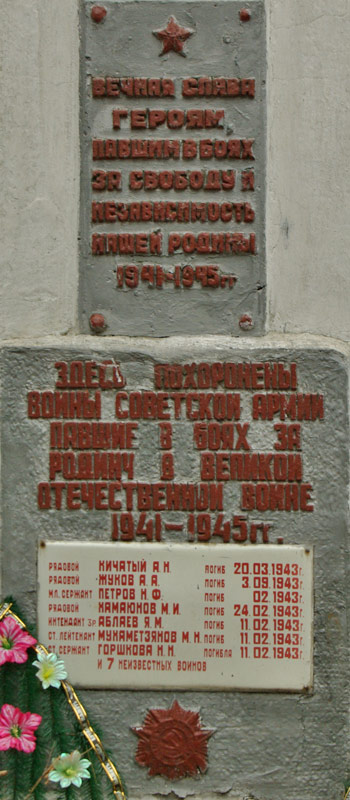 ВЕЧНАЯ СЛАВА
ГЕРОЯМ,
ПАВШИМ В БОЯХ
ЗА СВОБОДУ И
НЕЗАВИСИМОСТЬ
НАШЕЙ РОДИНЫ
1941-1945гг
ЗДЕСЬ ПОХОРОНЕНЫ
ВОИНЫ СОВЕТСКОЙ АРМИИ
ПАВШИЕ В БОЯХ ЗА
РОДИНУ В ВЕЛИКОЙ
ОТЕЧЕСТВЕННЫЙ ВОЙНЕ
1941-1945ГГ.
РЯДОВОЙ КИЧАТЫЙ А.Н. ПОГИБ 20.03.1943г.
РЯДОВОЙ ЖУКОВ А.А. ПОГИБ 3.09.1943г.
МЛ. СЕРЖАНТ ПЕТРОВ Н.Ф. ПОГИБ 02.1943г.
РЯДОВОЙ КАМАЮНОВ М.И. ПОГИБ 24.02.1943г.
ИНТЕНДАНТ 3р АБЛАЕВ Я.М. ПОГИБ 11.02.1943г.
СТ. ЛЕЙТЕНАНТ МУХАМЕТЗЯНОВ М.Н. ПОГИБ 11.02.1943г.
СТ. СЕРЖАНТ ГОРШКОВА Н.Н. ПОГИБЛА 11.02.1943г.
И 7 НЕИЗВЕСТНЫХ ВОИНОВ